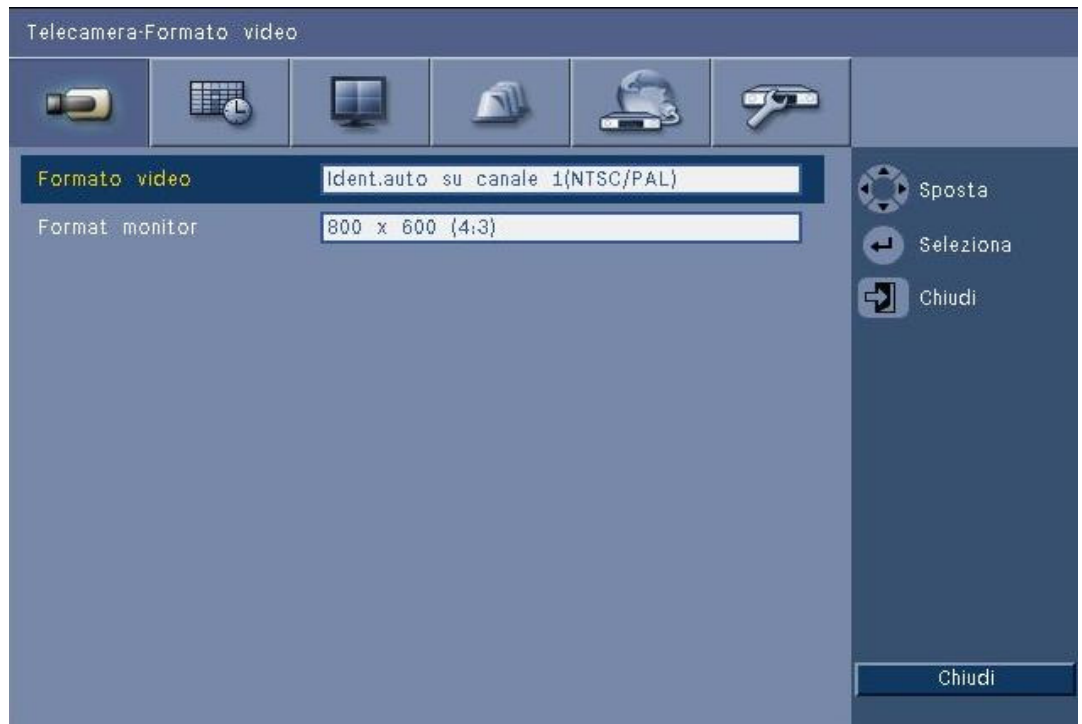 Telecamera-Formato video
Formato video Ident.auto su canale 1(NTSC/PAL)
Format monitor 800 x 600 (4:3)
Sposta
Seleziona
Chiudi
Chiudi